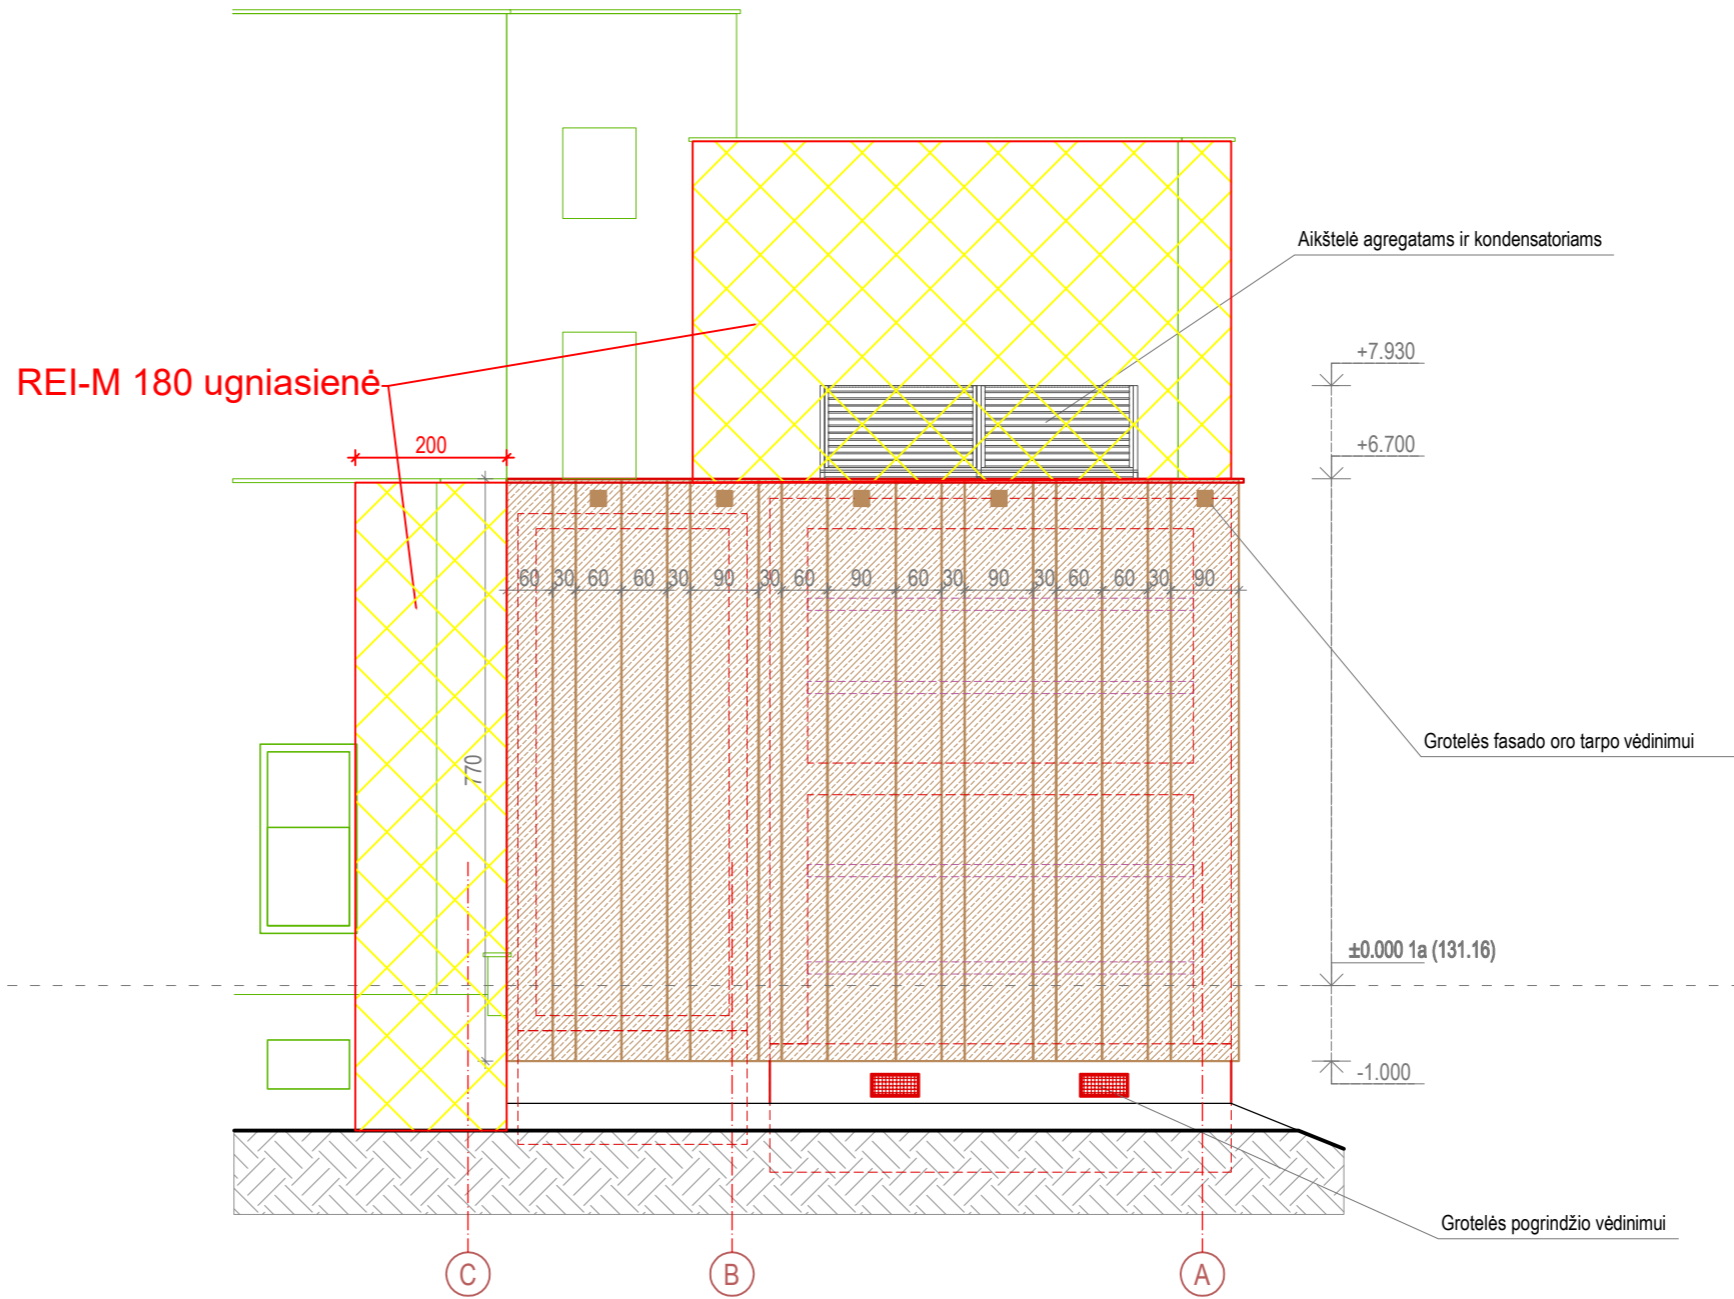 Aikštelė agregatams ir kondensatoriams
+7.930
REI-M 180 ugniasienė
200
+6.700
60 30 60 60 30 90 30 60 90 60 30 90 30 60 60 30 90
Grotelės fasado oro tarpo vėdinimui
770
±0.000 1a (131.16)
-1.000
Grotelės pogrindžio vėdinimui
C B A